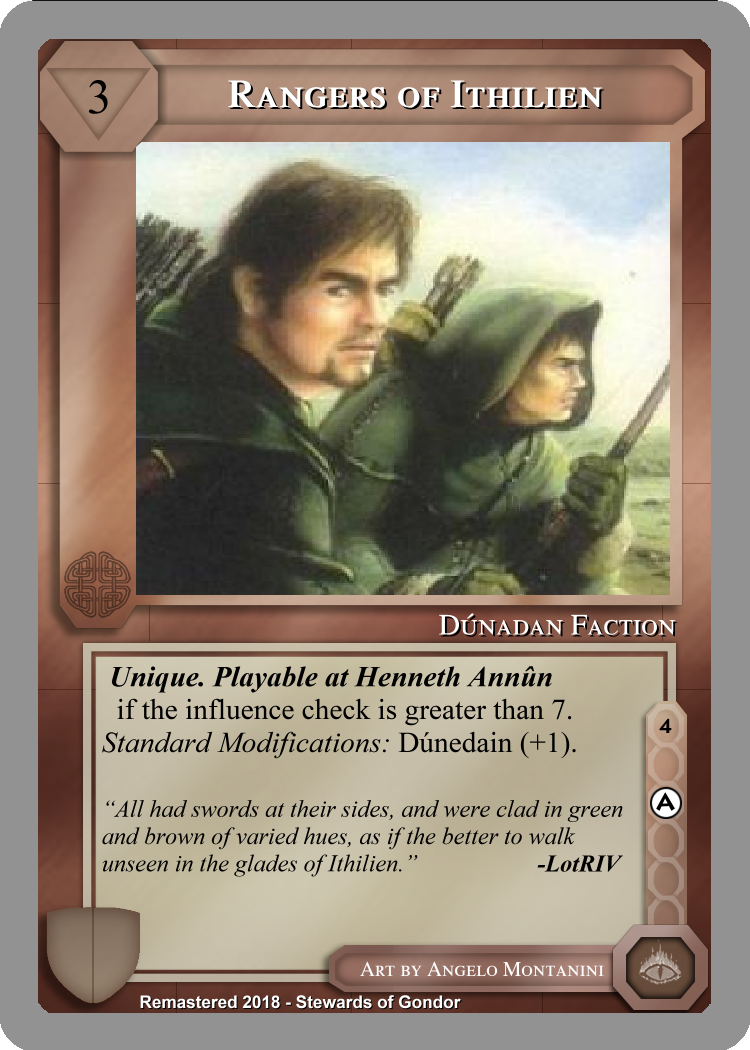 3
Rangers of Ithilien
Dúnadan Faction
Unique. Playable at Henneth Annûn
if the influence check is greater than 7.
Standard Modifications: Dúnedain (+1).
4
A
“All had swords at their sides, and were clad in green
and brown of varied hues, as if the better to walk
unseen in the glades of Ithilien.” -LotRIV
Art by Angelo Montanini
Remastered 2018 - Stewards of Gondor